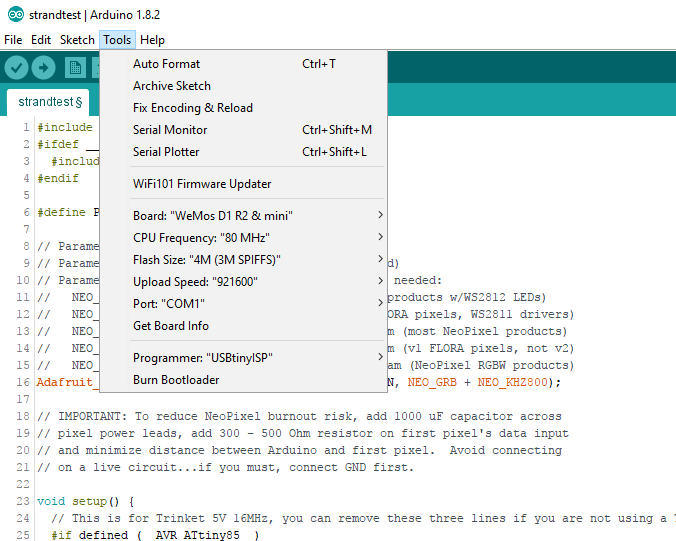 strandtest | Arduino 1.8.2
File Edit Sketch Tools Help
strandtest §
Auto Format Ctrl+T
Archive Sketch
Fix Encoding & Reload
Serial Monitor Ctrl+Shift+M
Serial Plotter Ctrl+Shift+L
WiFi101 Firmware Updater
Board: "WeMos D1 R2 & mini"
CPU Frequency: "80 MHz"
Flash Size: "4M (3M SPIFFS)"
Upload Speed: "921600"
Port: "COM1"
Get Board Info
Programmer: "USBtinyISP"
Burn Bootloader
1 #include
2 #ifdef __
3 #includ
4 #endif
5
6 #define P
7
8 // Parame
9 // Parame d)
10 // Parame needed:
11 // NEO_ products w/WS2812 LEDs)
12 // NEO_ LORA pixels, WS2811 drivers)
13 // NEO_ m (most NeoPixel products)
14 // NEO_ m (v1 FLORA pixels, not v2)
15 // NEO_ am (NeoPixel RGBW products)
16 Adafruit_ N, NEO_GRB + NEO_KHZ800);
17
18 // IMPORTANT: To reduce NeoPixel burnout risk, add 1000 uF capacitor across
19 // pixel power leads, add 300 - 500 Ohm resistor on first pixel's data input
20 // and minimize distance between Arduino and first pixel. Avoid connecting
21 // on a live circuit...if you must, connect GND first.
22
23 void setup() {
24 // This is for Trinket 5V 16MHz, you can remove these three lines if you are not using a
25 #if defined (__AVR_ATtiny85__)